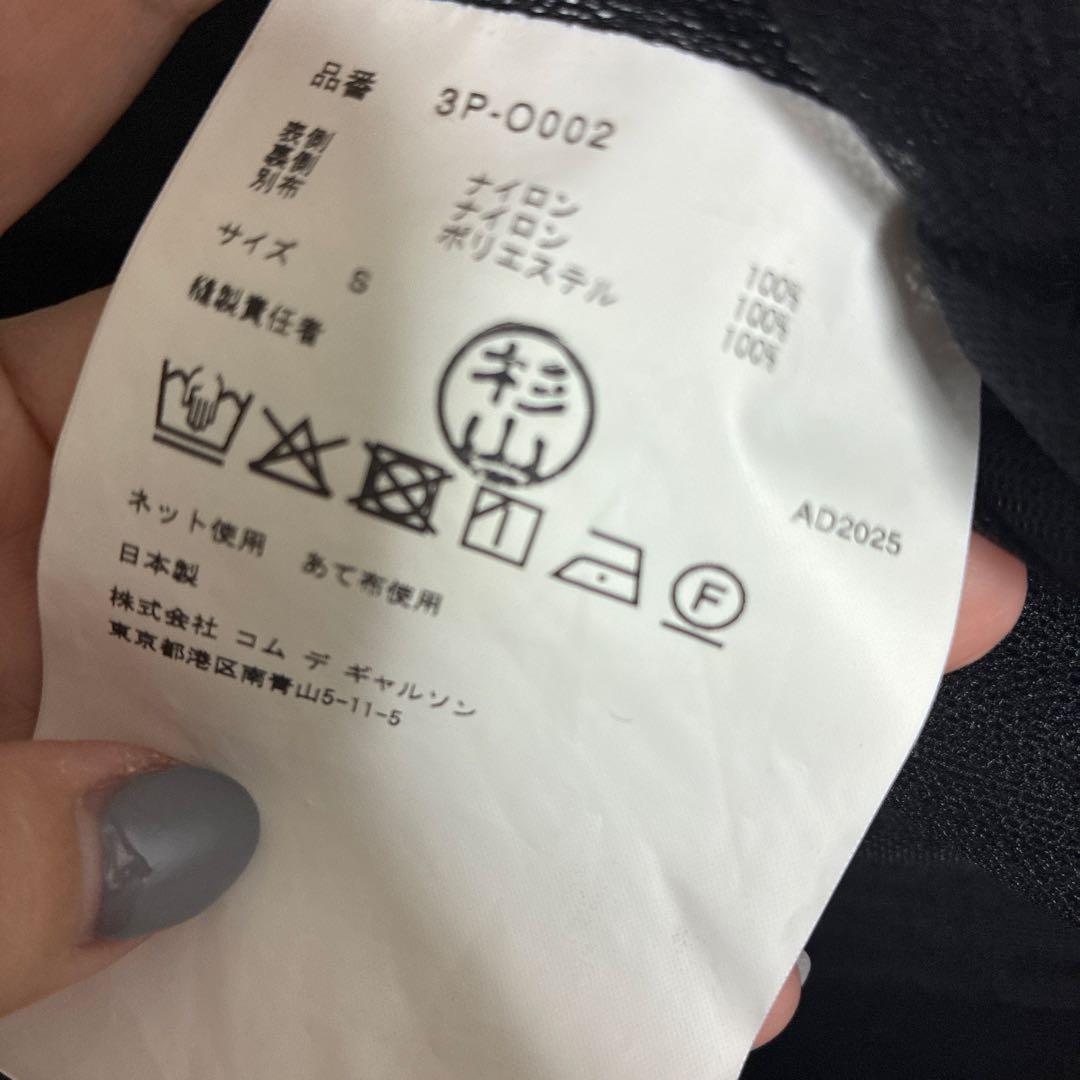 品番 3P-O002
表側 ナイロン 100%
裏側 ナイロン 100%
別布 ポリエステル 100%
サイズ S
縫製責任者 杉山
AD2025
F
ネット使用 あて布使用
日本製
株式会社 コム デ ギャルソン
東京都港区南青山5-11-5